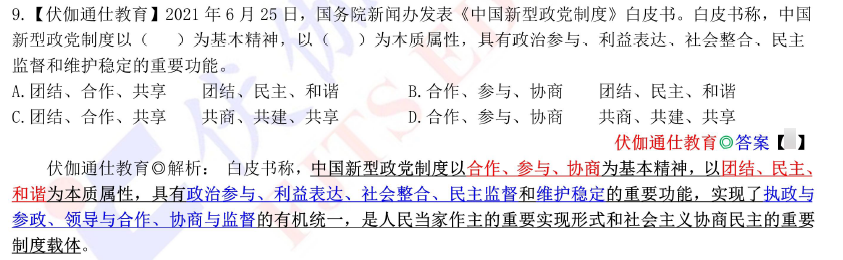 9.【伏伽通仕教育】2021 年 6 月 25 日，国务院新闻办发表《中国新型政党制度》白皮书。白皮书称，中国
新型政党制度以（    ）为基本精神，以（    ）为本质属性，具有政治参与、利益表达、社会整合、民主
监督和维护稳定的重要功能。
A.团结、合作、共享    团结、民主、和谐    B.合作、参与、协商    团结、民主、和谐
C.团结、合作、共享    共商、共建、共享    D.合作、参与、协商    共商、共建、共享
伏伽通仕教育◎答案【 】
伏伽通仕教育◎解析： 白皮书称，中国新型政党制度以合作、参与、协商为基本精神，以团结、民主、
和谐为本质属性，具有政治参与、利益表达、社会整合、民主监督和维护稳定的重要功能，实现了执政与
参政、领导与合作、协商与监督的有机统一，是人民当家作主的重要实现形式和社会主义协商民主的重要
制度载体。